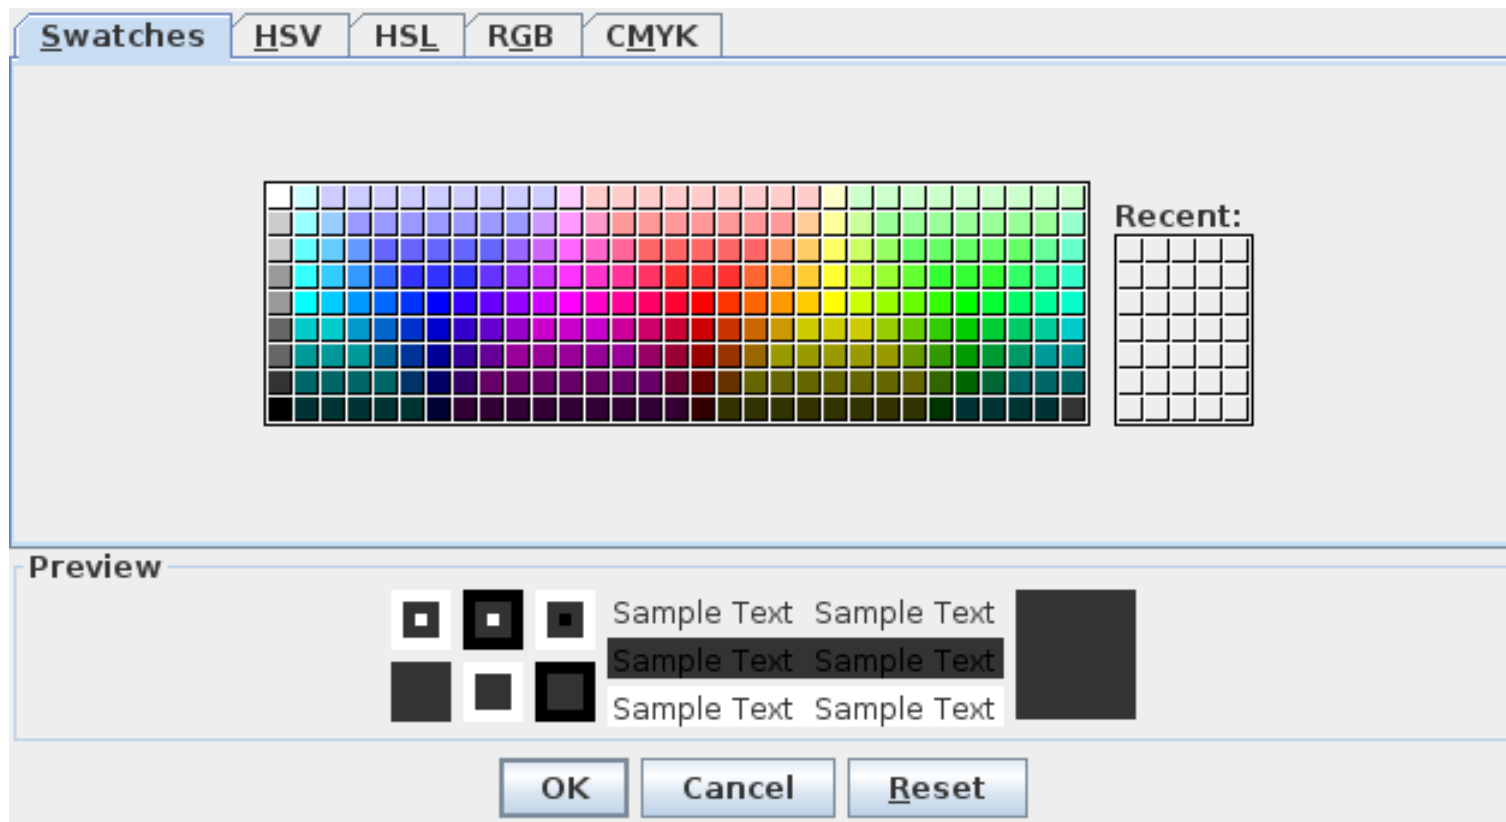 Swatches HSV HSL RGB CMYK
Recent:
Preview
Sample Text Sample Text
Sample Text Sample Text
Sample Text Sample Text
OK Cancel Reset